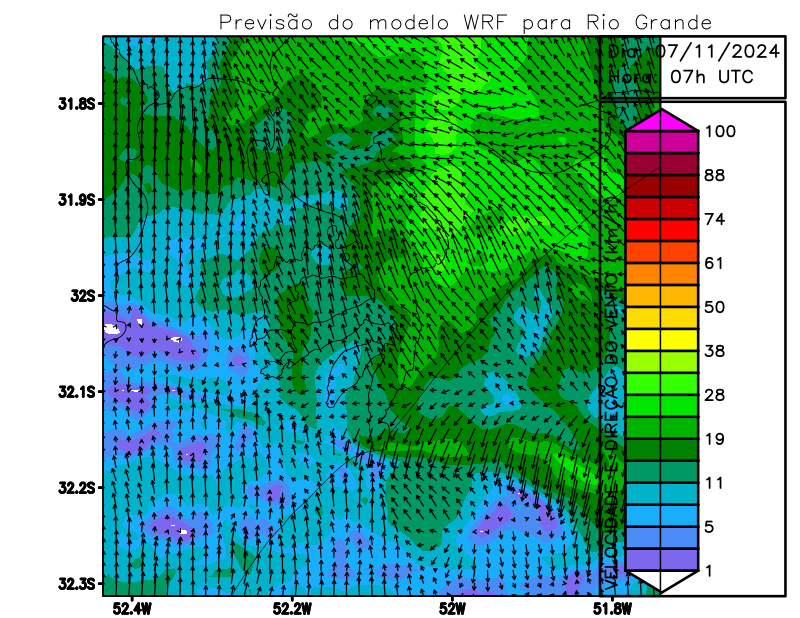 Previsão do modelo WRF para Rio Grande
Dia: 07/11/2024
Hora: 07h UTC
31.8S
31.9S
32S
32.1S
32.2S
32.3S
52.4W
52.2W
52W
51.8W
VELOCIDADE E DIREÇÃO DO VENTO (km/h)
100
88
74
61
50
38
28
19
11
5
1